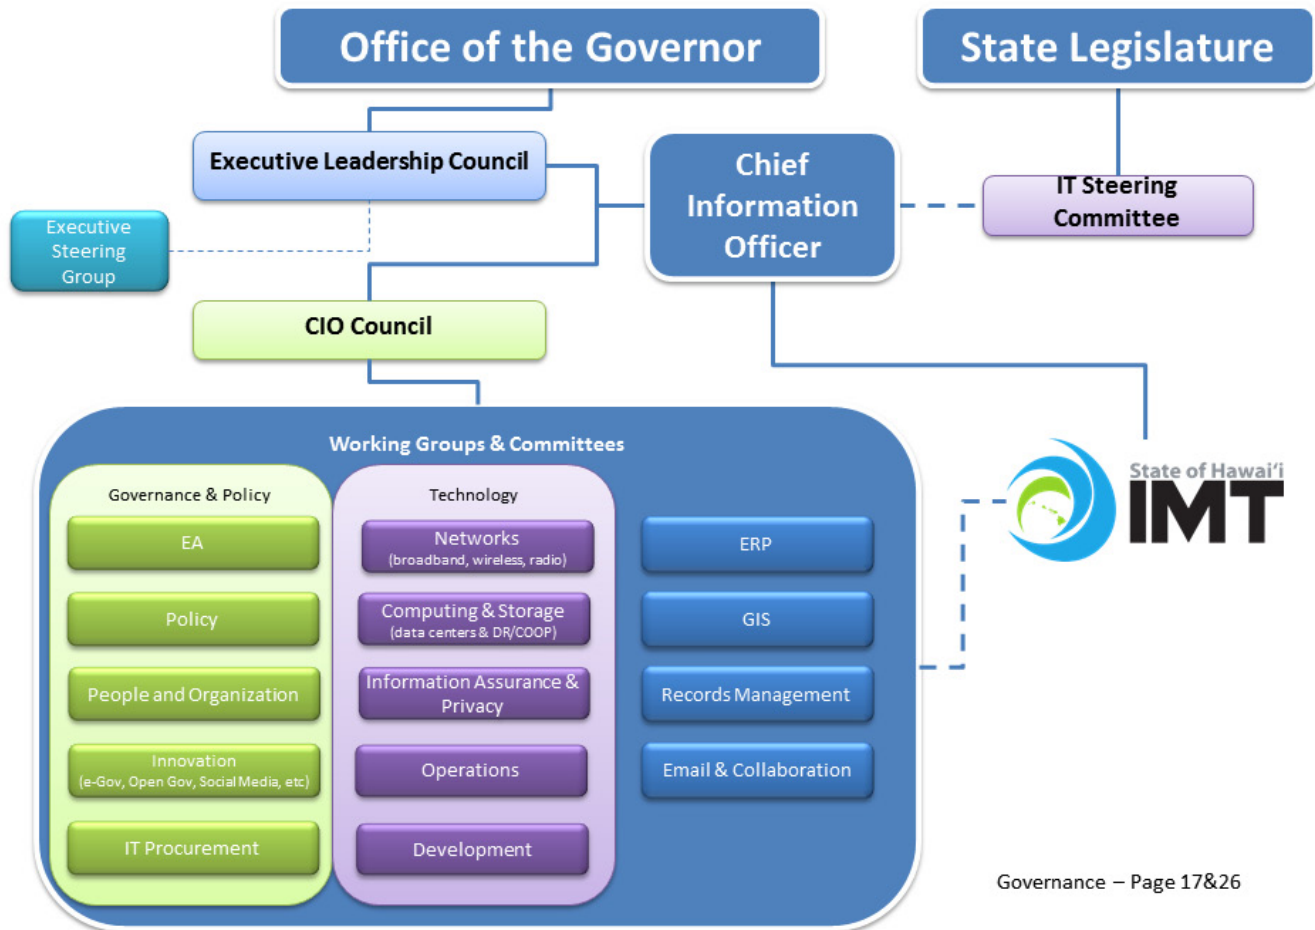 Office of the Governor
State Legislature
Executive Leadership Council
Chief
Information
Officer
IT Steering
Committee
Executive
Steering
Group
CIO Council
Working Groups & Committees
Governance & Policy
EA
Policy
People and Organization
Innovation
(e-Gov, Open Gov, Social Media, etc)
IT Procurement
Technology
Networks
(broadband, wireless, radio)
Computing & Storage
(data centers & DR/COOP)
Information Assurance &
Privacy
Operations
Development
ERP
GIS
Records Management
Email & Collaboration
State of Hawai‘i
IMT
Governance – Page 17&26